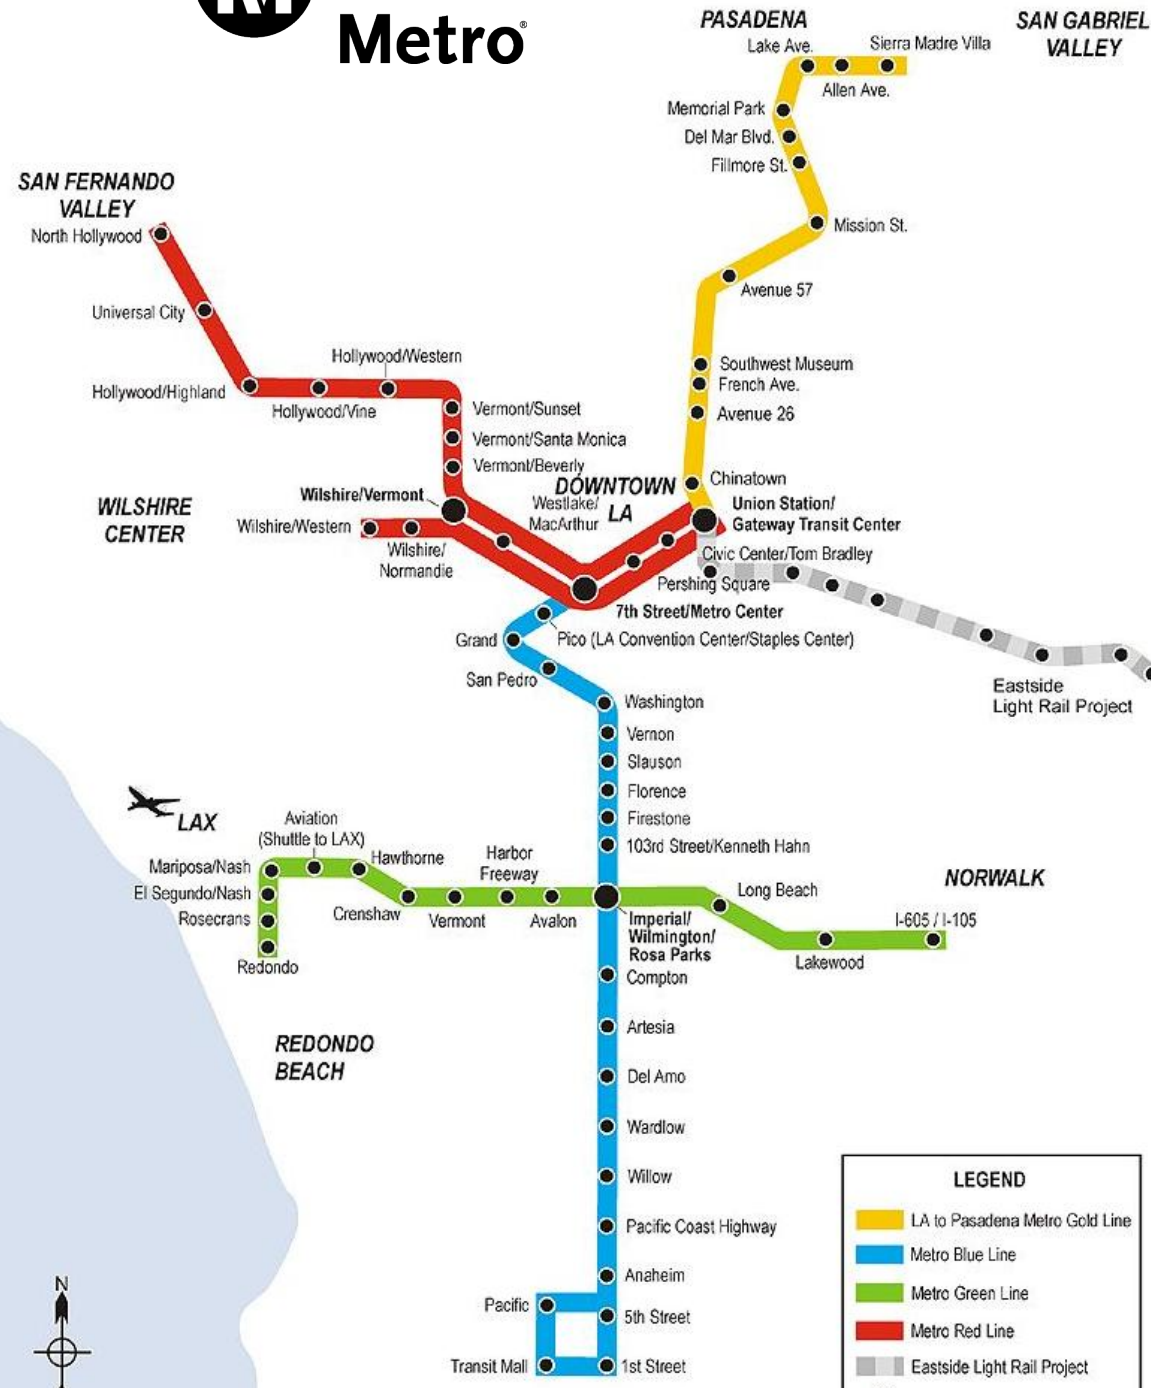 Metro®
PASADENA
SAN GABRIEL
VALLEY
Lake Ave.
Sierra Madre Villa
Allen Ave.
Memorial Park
Del Mar Blvd.
Fillmore St.
Mission St.
Avenue 57
SAN FERNANDO
VALLEY
North Hollywood
Universal City
Hollywood/Western
Hollywood/Highland
Hollywood/Vine
Southwest Museum
French Ave.
Avenue 26
Vermont/Sunset
Vermont/Santa Monica
Vermont/Beverly
Chinatown
DOWNTOWN
LA
Wilshire/Vermont
Westlake/
MacArthur
Union Station/
Gateway Transit Center
WILSHIRE
CENTER
Wilshire/Western
Wilshire/
Normandie
Civic Center/Tom Bradley
Pershing Square
7th Street/Metro Center
Grand
Pico (LA Convention Center/Staples Center)
San Pedro
Eastside
Light Rail Project
Washington
Vernon
Slauson
Florence
Firestone
103rd Street/Kenneth Hahn
LAX
Aviation
(Shuttle to LAX)
Mariposa/Nash
Hawthorne
Harbor
Freeway
El Segundo/Nash
Rosecrans
Redondo
Crenshaw
Vermont
Avalon
Long Beach
NORWALK
I-605 / I-105
Lakewood
Imperial/
Wilmington/
Rosa Parks
Compton
REDONDO
BEACH
Artesia
Del Amo
Wardlow
Willow
Pacific Coast Highway
Anaheim
Pacific
5th Street
Transit Mall
1st Street
N
LEGEND
LA to Pasadena Metro Gold Line
Metro Blue Line
Metro Green Line
Metro Red Line
Eastside Light Rail Project